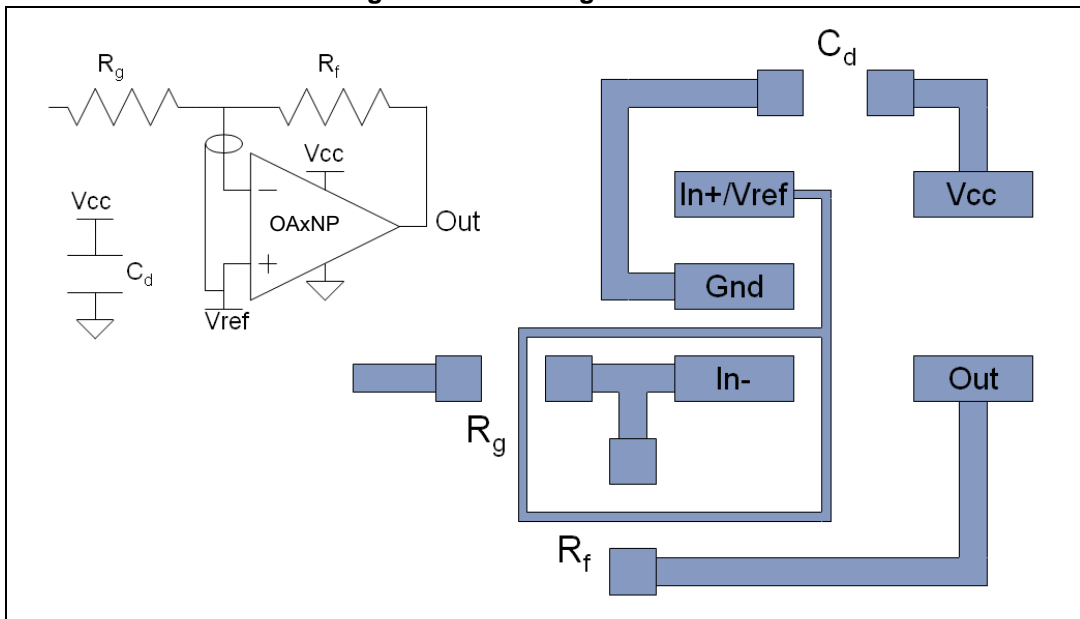 R_g
R_f
Vcc
OAxNP
Out
Vcc
C_d
Vref
C_d
In+/Vref
Vcc
Gnd
In-
Out
R_g
R_f